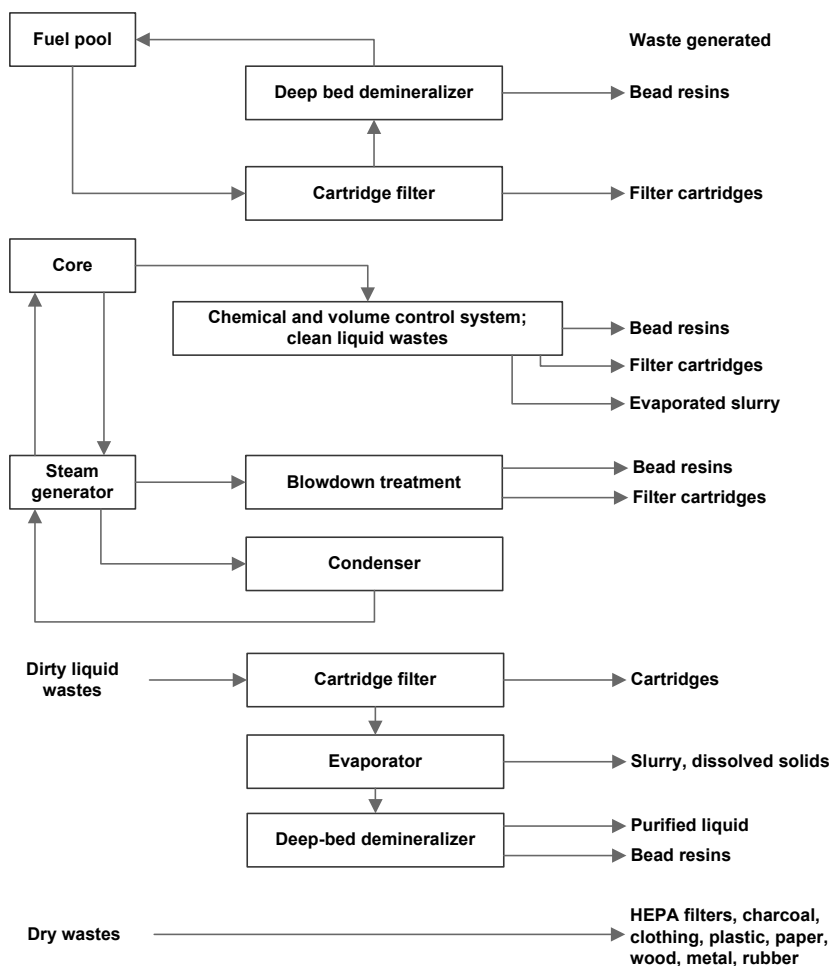 Fuel pool
Waste generated
Deep bed demineralizer
Bead resins
Cartridge filter
Filter cartridges
Core
Chemical and volume control system;
clean liquid wastes
Bead resins
Filter cartridges
Evaporated slurry
Steam
generator
Blowdown treatment
Bead resins
Filter cartridges
Condenser
Dirty liquid
wastes
Cartridge filter
Cartridges
Evaporator
Slurry, dissolved solids
Deep-bed demineralizer
Purified liquid
Bead resins
Dry wastes
HEPA filters, charcoal,
clothing, plastic, paper,
wood, metal, rubber